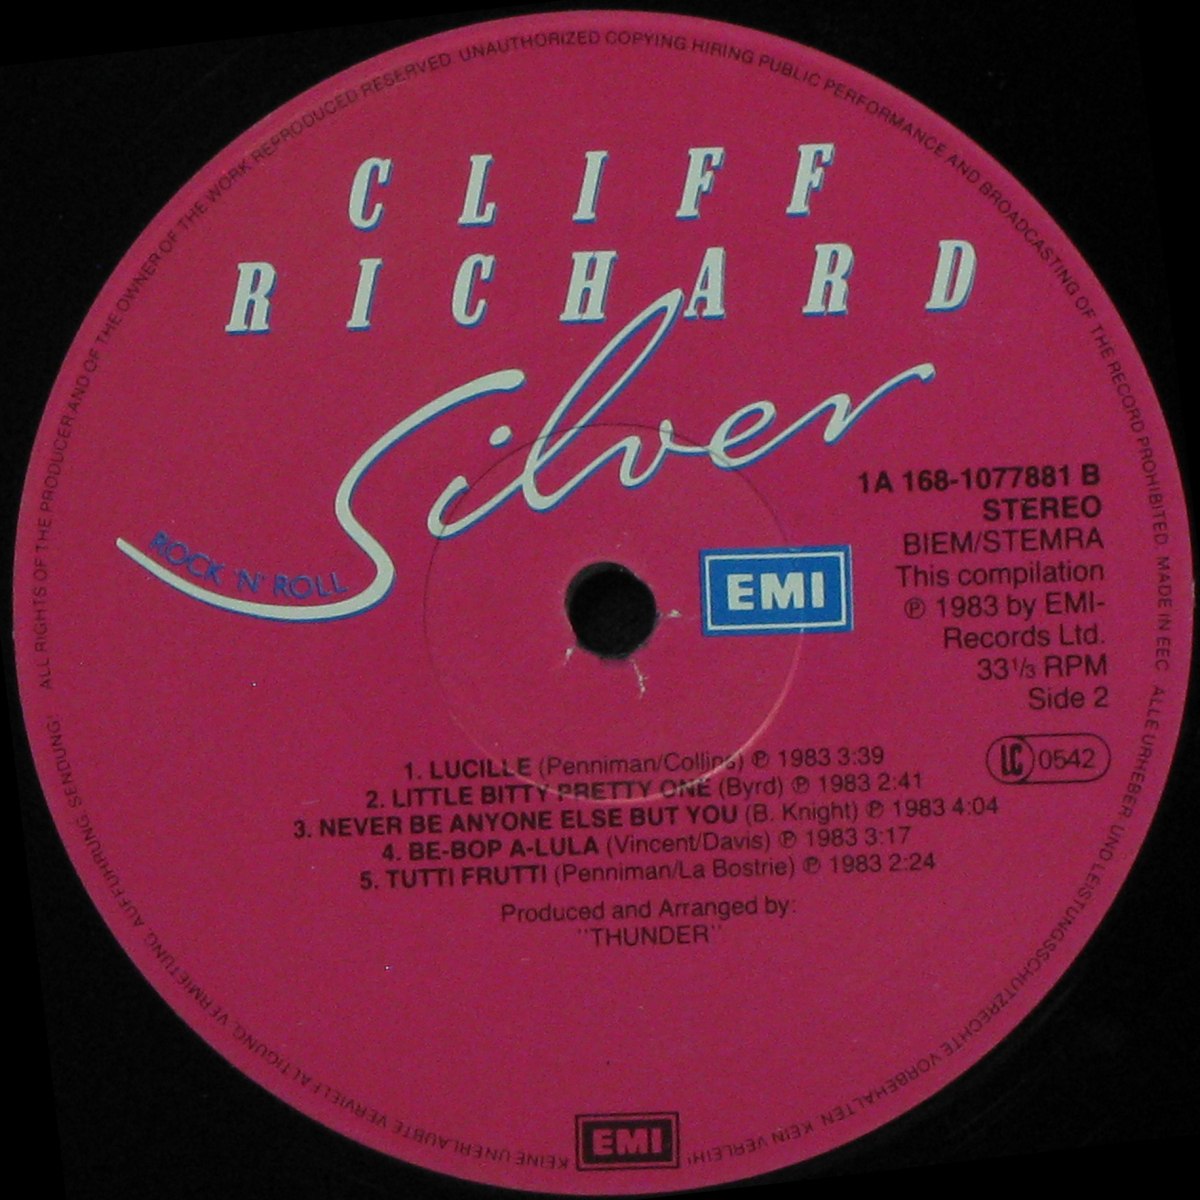 CLIFF
RICHARD
Silver
ROCK 'N' ROLL
1A 168-1077881 B
STEREO
BIEM/STEMRA
This compilation
℗ 1983 by EMI-
Records Ltd.
33⅓ RPM
Side 2
EMI
LC 0542
1. LUCILLE (Penniman/Collins) ℗ 1983 3:39
2. LITTLE BITTY PRETTY ONE (Byrd) ℗ 1983 2:41
3. NEVER BE ANYONE ELSE BUT YOU (B. Knight) ℗ 1983 4:04
4. BE-BOP A-LULA (Vincent/Davis) ℗ 1983 3:17
5. TUTTI FRUTTI (Penniman/La Bostrie) ℗ 1983 2:24
Produced and Arranged by:
"THUNDER"
ALL RIGHTS OF THE PRODUCER AND OF THE OWNER OF THE WORK REPRODUCED RESERVED UNAUTHORIZED COPYING HIRING PUBLIC PERFORMANCE AND BROADCASTING OF THE RECORD PROHIBITED. MADE IN EEC
ALLE URHEBER UND LEISTUNGSSCHUTZRECHTE VORBEHALTEN KEIN VERLEIH! KEINE UNERLAUBTE VERVIELFÄLTIGUNG, VERMIETUNG, AUFFÜHRUNG, SENDUNG!
EMI